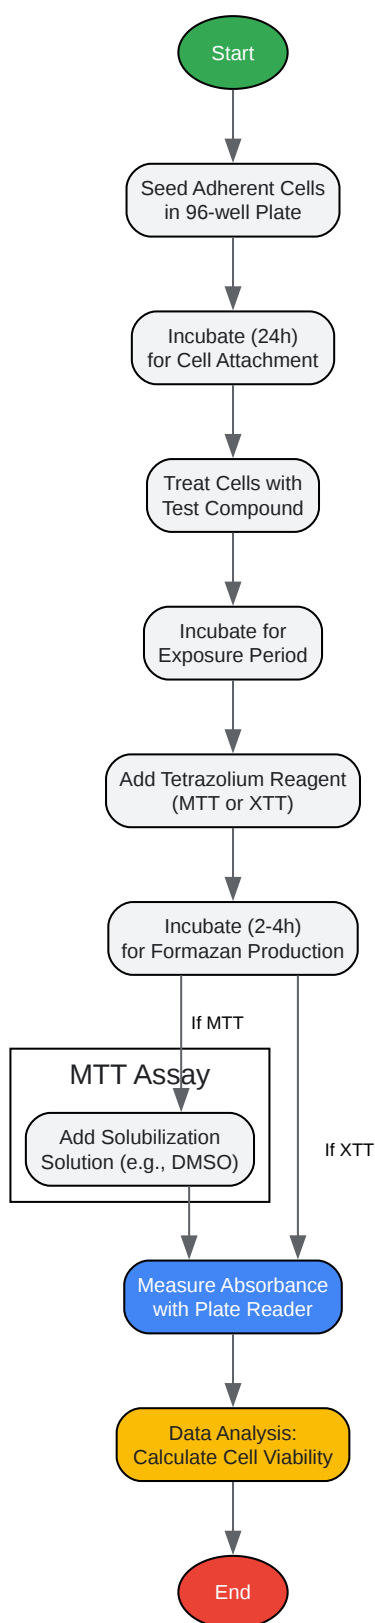 Start
Seed Adherent Cells
in 96-well Plate
Incubate (24h)
for Cell Attachment
Treat Cells with
Test Compound
Incubate for
Exposure Period
Add Tetrazolium Reagent
(MTT or XTT)
Incubate (2-4h)
for Formazan Production
If MTT
MTT Assay
Add Solubilization
Solution (e.g., DMSO)
If XTT
Measure Absorbance
with Plate Reader
Data Analysis:
Calculate Cell Viability
End